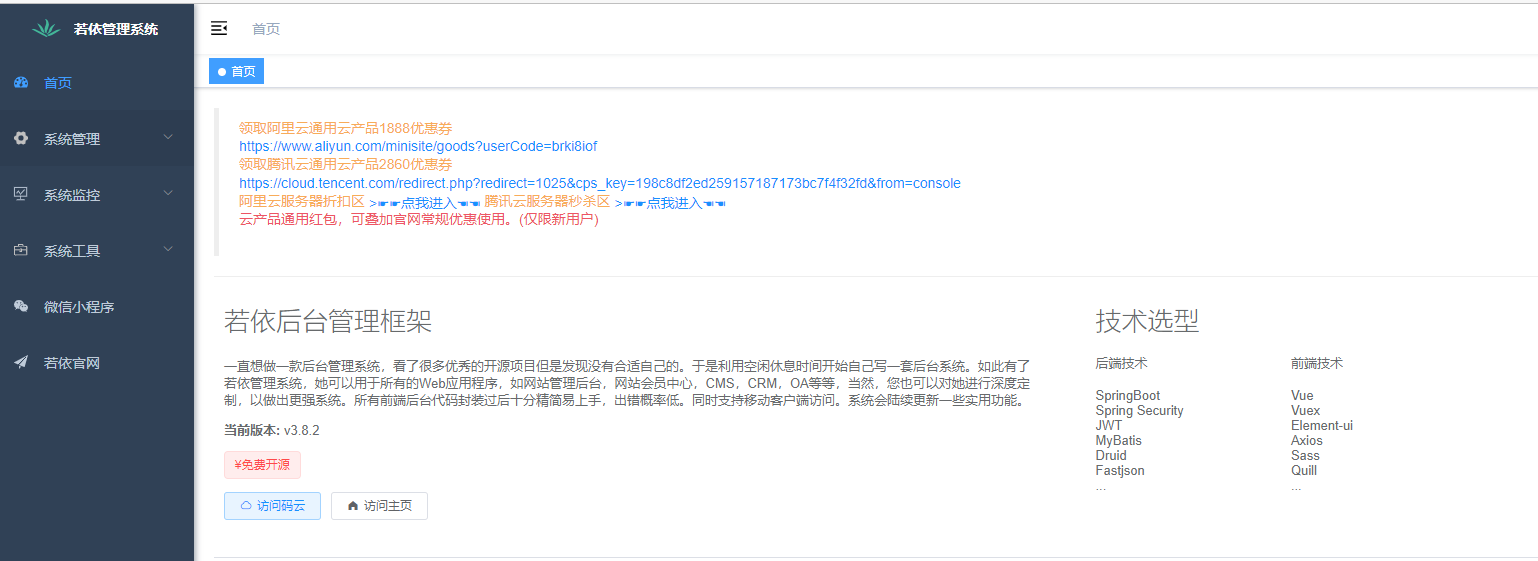 若依管理系统
首页
系统管理
系统监控
系统工具
微信小程序
若依官网
首页
首页
领取阿里云通用云产品1888优惠券
https://www.aliyun.com/minisite/goods?userCode=brki8iof
领取腾讯云通用云产品2860优惠券
https://cloud.tencent.com/redirect.php?redirect=1025&cps_key=198c8df2ed259157187173bc7f4f32fd&from=console
阿里云服务器折扣区 >☛☛点我进入☚☚ 腾讯云服务器秒杀区 >☛☛点我进入☚☚
云产品通用红包，可叠加官网常规优惠使用。(仅限新用户)
若依后台管理框架
一直想做一款后台管理系统，看了很多优秀的开源项目但是发现没有合适自己的。于是利用空闲休息时间开始自己写一套后台系统。如此有了
若依管理系统，她可以用于所有的Web应用程序，如网站管理后台，网站会员中心，CMS，CRM，OA等等，当然，您也可以对她进行深度定
制，以做出更强系统。所有前端后台代码封装过后十分精简易上手，出错概率低。同时支持移动客户端访问。系统会陆续更新一些实用功能。
当前版本: v3.8.2
¥免费开源
访问码云
访问主页
技术选型
后端技术
SpringBoot
Spring Security
JWT
MyBatis
Druid
Fastjson
...
前端技术
Vue
Vuex
Element-ui
Axios
Sass
Quill
...